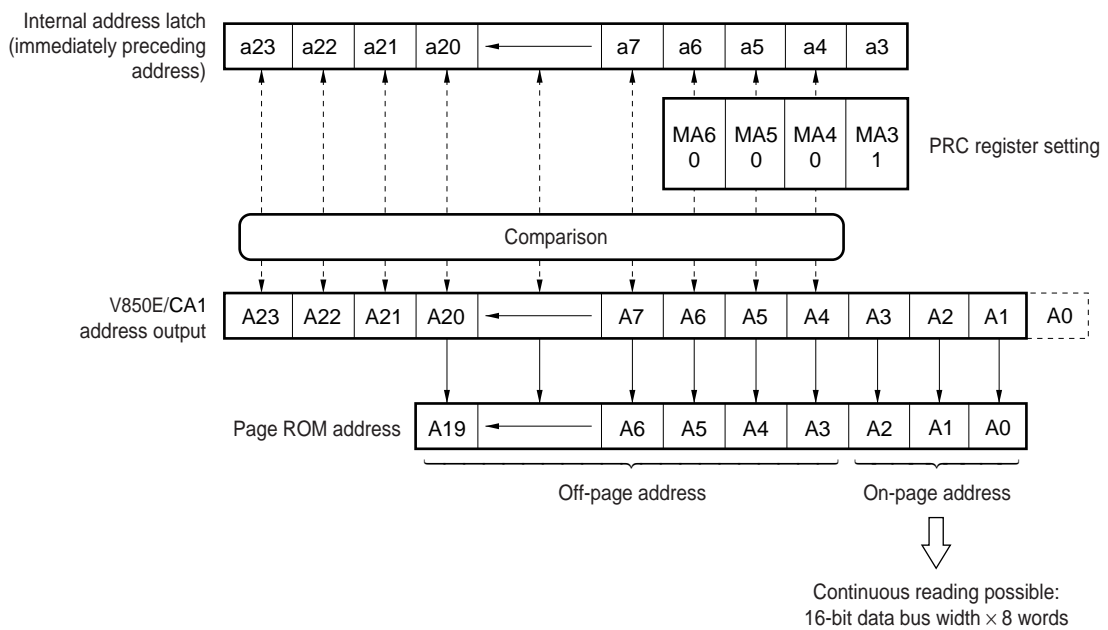 Internal address latch
(immediately preceding
address)
a23 a22 a21 a20 a7 a6 a5 a4 a3
MA6 MA5 MA4 MA3
0 0 0 1
PRC register setting
Comparison
V850E/CA1
address output
A23 A22 A21 A20 A7 A6 A5 A4 A3 A2 A1 A0
Page ROM address
A19 A6 A5 A4 A3 A2 A1 A0
Off-page address On-page address
Continuous reading possible:
16-bit data bus width × 8 words